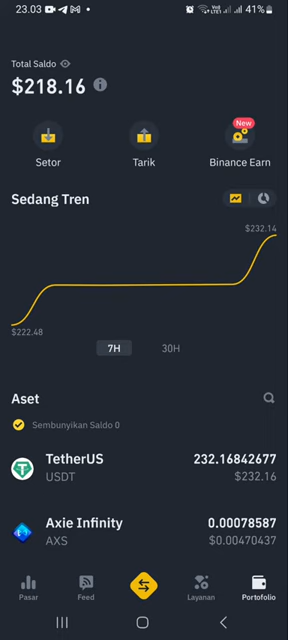 23.03
41%
Total Saldo
$218.16
New
Setor
Tarik
Binance Earn
Sedang Tren
$232.14
$222.48
7H
30H
Aset
Sembunyikan Saldo 0
TetherUS
232.16842677
USDT
$232.16
Axie Infinity
0.00078587
AXS
$0.00470437
Pasar
Feed
Layanan
Portofolio